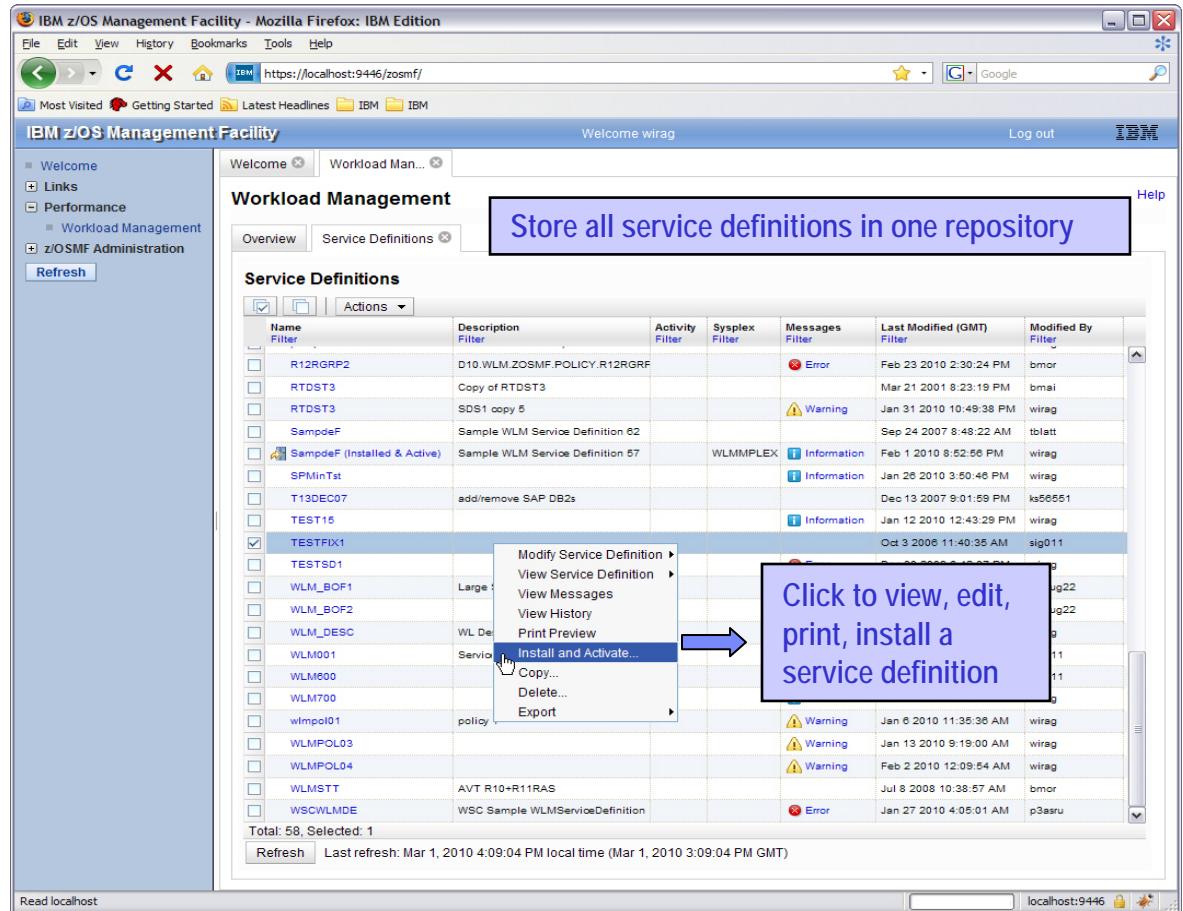 IBM z/OS Management Facility - Mozilla Firefox: IBM Edition
File Edit View History Bookmarks Tools Help
IBM https://localhost:9446/zosmf/ G Google
Most Visited Getting Started Latest Headlines IBM IBM
IBM z/OS Management Facility Welcome wirag Log out IBM
Welcome
Links
Performance
Workload Management
z/OSMF Administration
Refresh
Welcome Workload Man...
Workload Management Help
Store all service definitions in one repository
Overview Service Definitions
Service Definitions
Actions
Name Description Activity Sysplex Messages Last Modified (GMT) Modified By
Filter Filter Filter Filter Filter Filter Filter
R12RGRP2 D10.WLM.ZOSMF.POLICY.R12RGRF Error Feb 23 2010 2:30:24 PM bmor
RTDST3 Copy of RTDST3 Mar 21 2001 8:23:19 PM bmai
RTDST3 SDS1 copy 5 Warning Jan 31 2010 10:49:38 PM wirag
SampdeF Sample WLM Service Definition 62 Sep 24 2007 8:48:22 AM tblatt
SampdeF (Installed & Active) Sample WLM Service Definition 57 WLMMPLEX Information Feb 1 2010 8:52:56 PM wirag
SPMinTst Information Jan 26 2010 3:50:46 PM wirag
T13DEC07 add/remove SAP DB2s Dec 13 2007 9:01:59 PM ks56551
TEST15 Information Jan 12 2010 12:43:29 PM wirag
TESTFIX1 Oct 3 2006 11:40:35 AM sig011
TESTSD1
WLM_BOF1 Large ug22
WLM_BOF2 ug22
WLM_DESC WL De
WLM001 Servic 11
WLM600 11
WLM700
wlmpol01 policy Warning Jan 6 2010 11:35:36 AM wirag
WLMPOL03 Warning Jan 13 2010 9:19:00 AM wirag
WLMPOL04 Warning Feb 2 2010 12:09:54 AM wirag
WLMSTT AVT R10+R11RAS Jul 8 2008 10:38:57 AM bmor
WSCWLMDE WSC Sample WLMServiceDefinition Error Jan 27 2010 4:05:01 AM p3asru
Modify Service Definition
View Service Definition
View Messages
View History
Print Preview
Install and Activate...
Copy...
Delete...
Export
Click to view, edit,
print, install a
service definition
Total: 58, Selected: 1
Refresh Last refresh: Mar 1, 2010 4:09:04 PM local time (Mar 1, 2010 3:09:04 PM GMT)
Read localhost localhost:9446